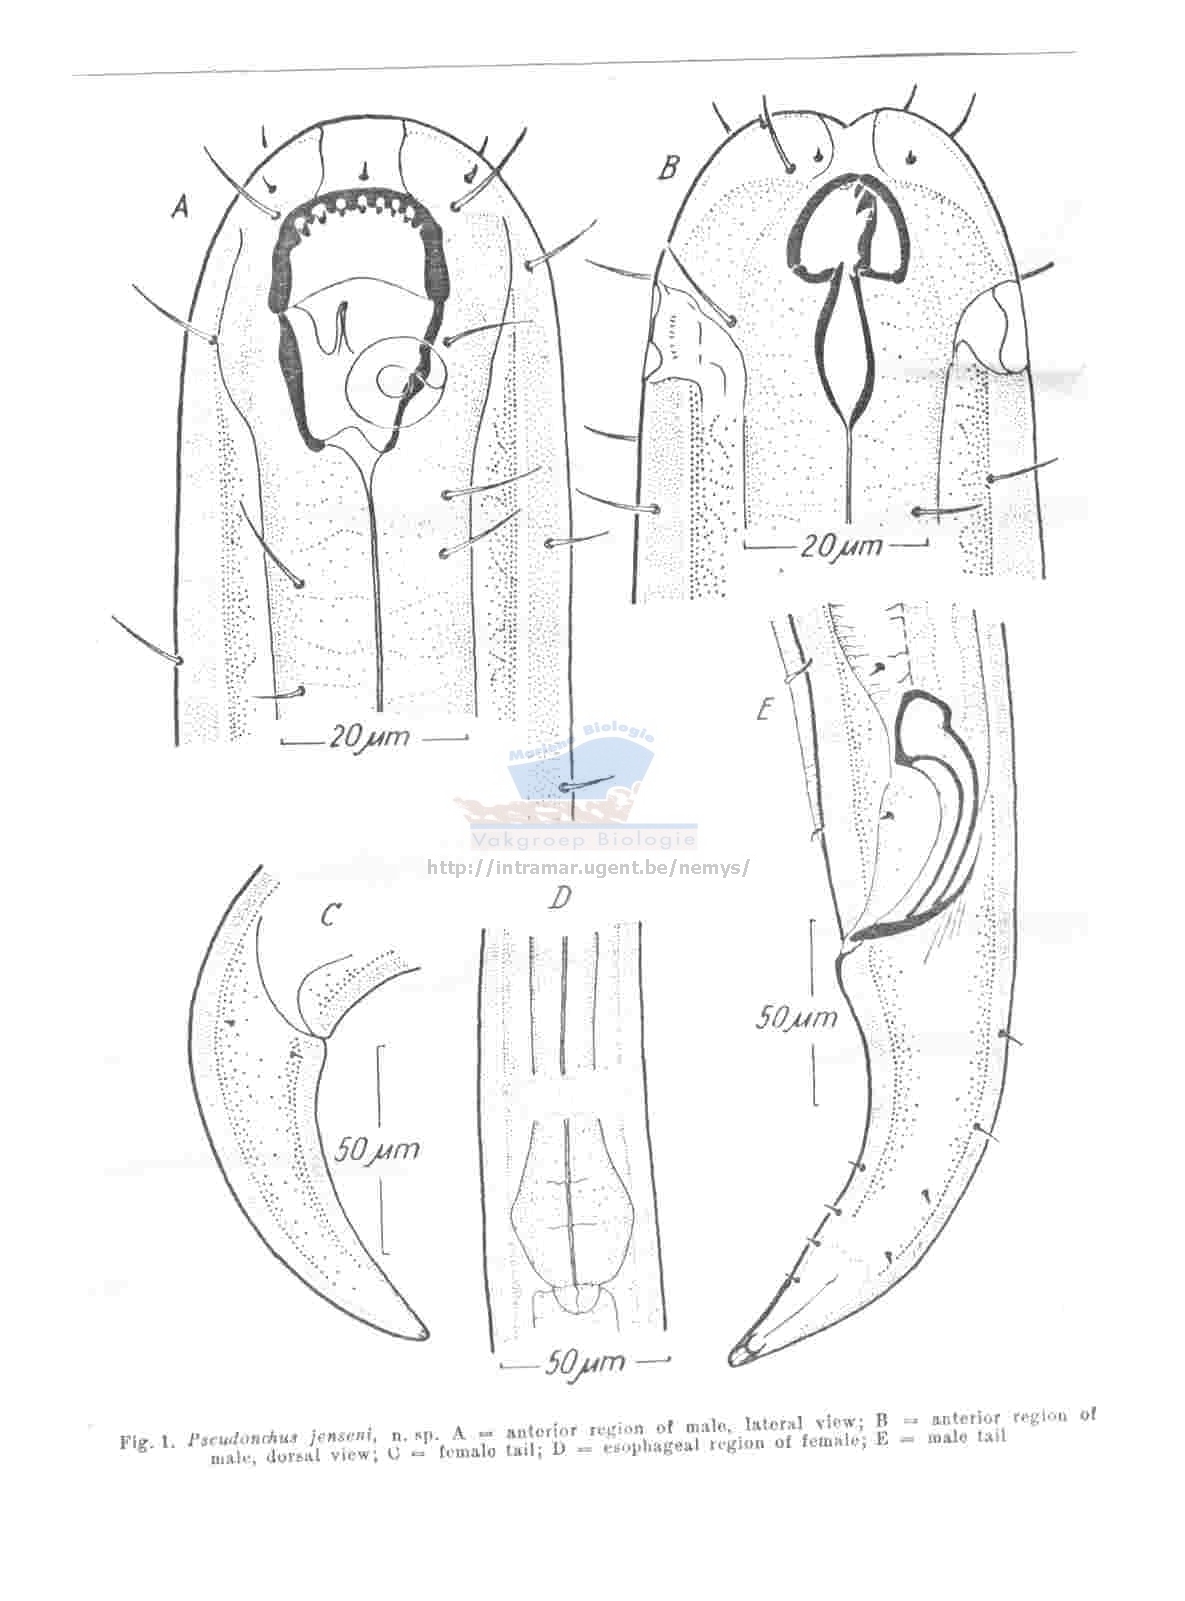 A
B
20 µm
20 µm
E
Mariene Biologie
Vakgroep Biologie
http://intramar.ugent.be/nemys/
C
D
50 µm
50 µm
50 µm
Fig. 1. Pseudonchus jenseni, n. sp. A = anterior region of male, lateral view; B = anterior region of
male, dorsal view; C = female tail; D = esophageal region of female; E = male tail